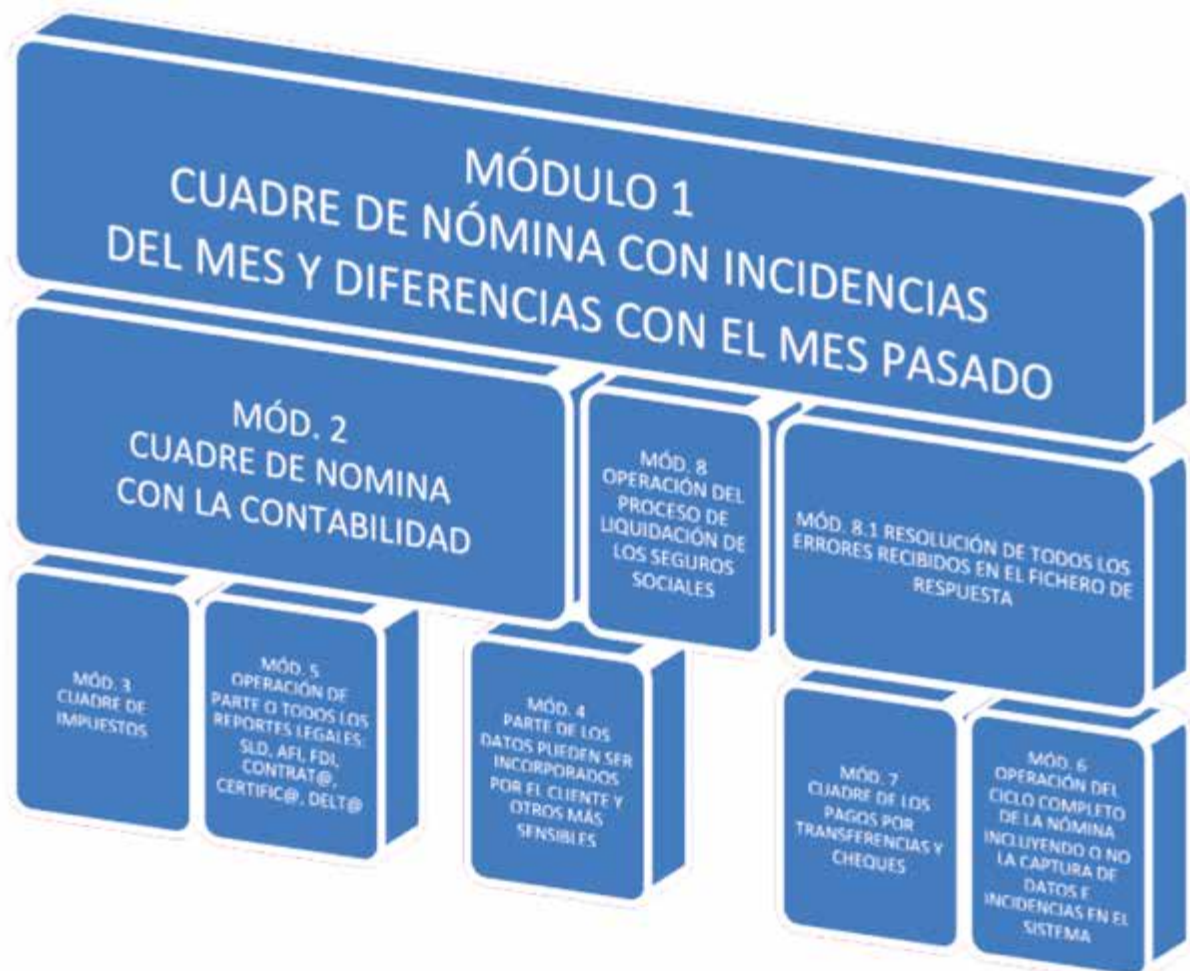 MÓDULO 1
CUADRE DE NÓMINA CON INCIDENCIAS
DEL MES Y DIFERENCIAS CON EL MES PASADO
MÓD. 2
CUADRE DE NOMINA
CON LA CONTABILIDAD
MÓD. 8
OPERACIÓN DEL
PROCESO DE
LIQUIDACIÓN DE
LOS SEGUROS
SOCIALES
MÓD. 8.1 RESOLUCIÓN DE TODOS LOS
ERRORES RECIBIDOS EN EL FICHERO DE
RESPUESTA
MÓD. 3
CUADRE DE
IMPUESTOS
MÓD. 5
OPERACIÓN DE
PARTE O TODOS LOS
REPORTES LEGALES:
SLD, AFI, FDI,
CONTRAT@,
CERTIFIC@, DELT@
MÓD. 4
PARTE DE LOS
DATOS PUEDEN SER
INCORPORADOS
POR EL CLIENTE Y
OTROS MÁS
SENSIBLES
MÓD. 7
CUADRE DE LOS
PAGOS POR
TRANSFERENCIAS Y
CHEQUES
MÓD. 6
OPERACIÓN DEL
CICLO COMPLETO
DE LA NÓMINA
INCLUYENDO O NO
LA CAPTURA DE
DATOS E
INCIDENCIAS EN EL
SISTEMA